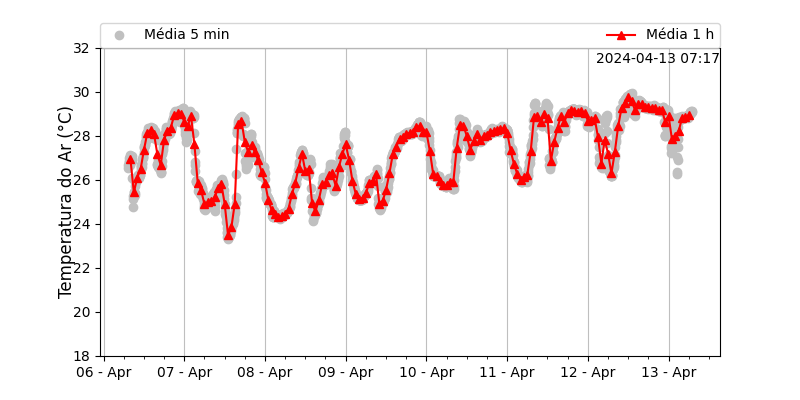 Média 5 min
Média 1 h
2024-04-13 07:17
Temperatura do Ar (°C)
32
30
28
26
24
22
20
18
06 - Apr
07 - Apr
08 - Apr
09 - Apr
10 - Apr
11 - Apr
12 - Apr
13 - Apr